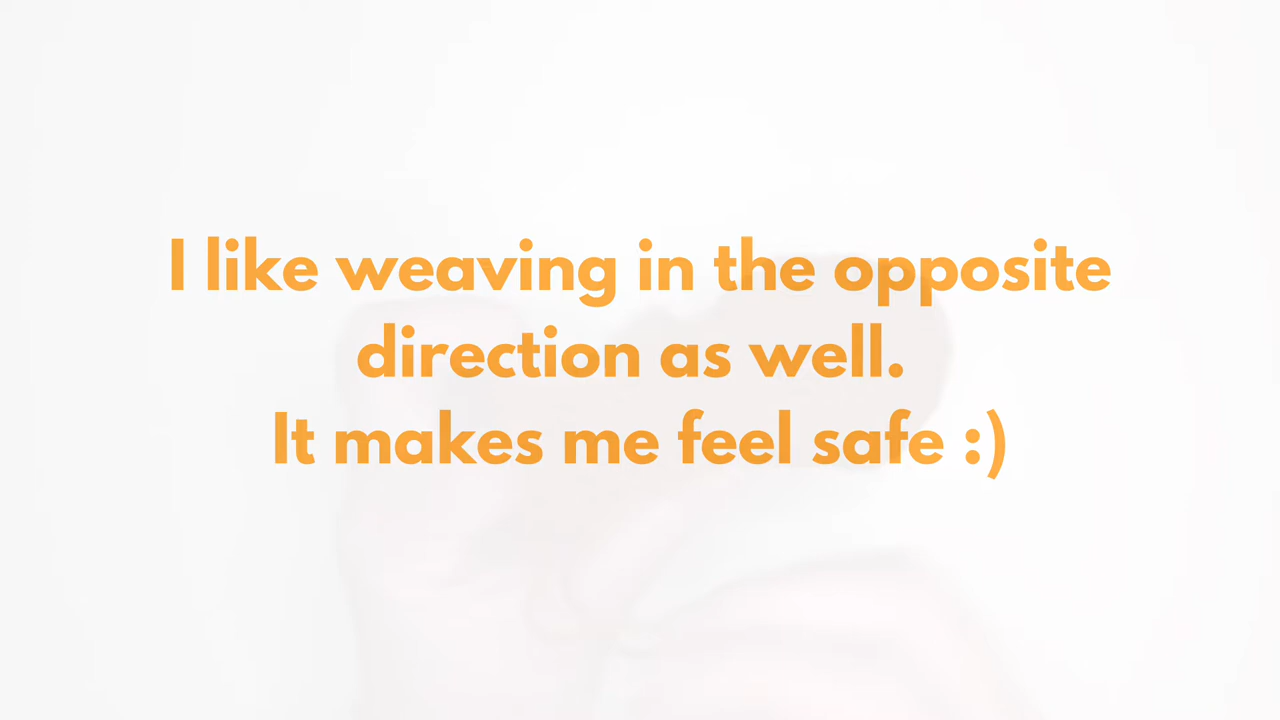 I like weaving in the opposite
direction as well.
It makes me feel safe :)